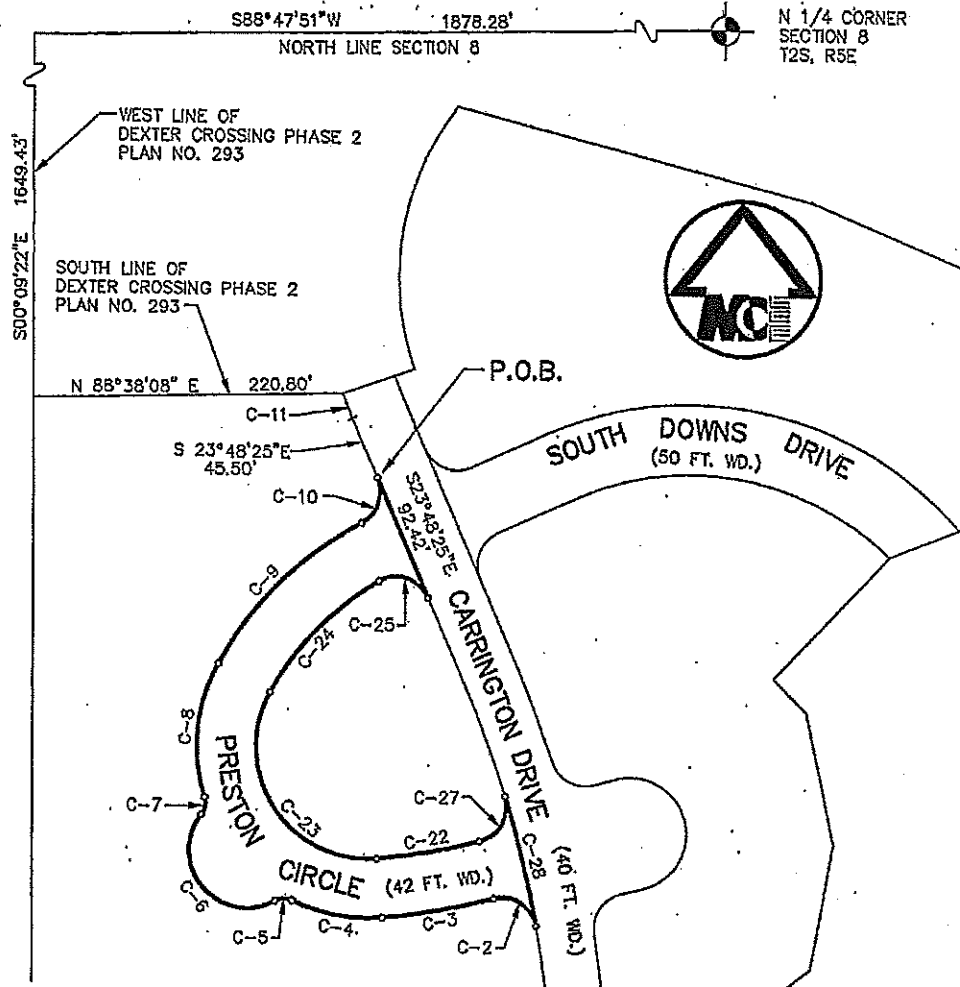 S88°47'51"W 1878.28'
NORTH LINE SECTION 8
N 1/4 CORNER
SECTION 8
T2S, R5E
WEST LINE OF
DEXTER CROSSING PHASE 2
PLAN NO. 293
S00°09'22"E 1649.43'
SOUTH LINE OF
DEXTER CROSSING PHASE 2
PLAN NO. 293
MCE
N 88°38'08" E 220.80'
P.O.B.
C-11
S 23°48'25"E
45.50'
SOUTH DOWNS DRIVE
(50 FT. WD.)
C-10
S23°48'25"E
92.42'
C-9
C-25
C-24
CARRINGTON DRIVE
(40 FT. WD.)
C-8
PRESTON
CIRCLE (42 FT. WD.)
C-7
C-27
C-23
C-22
C-28
C-6
C-5
C-4
C-3
C-2